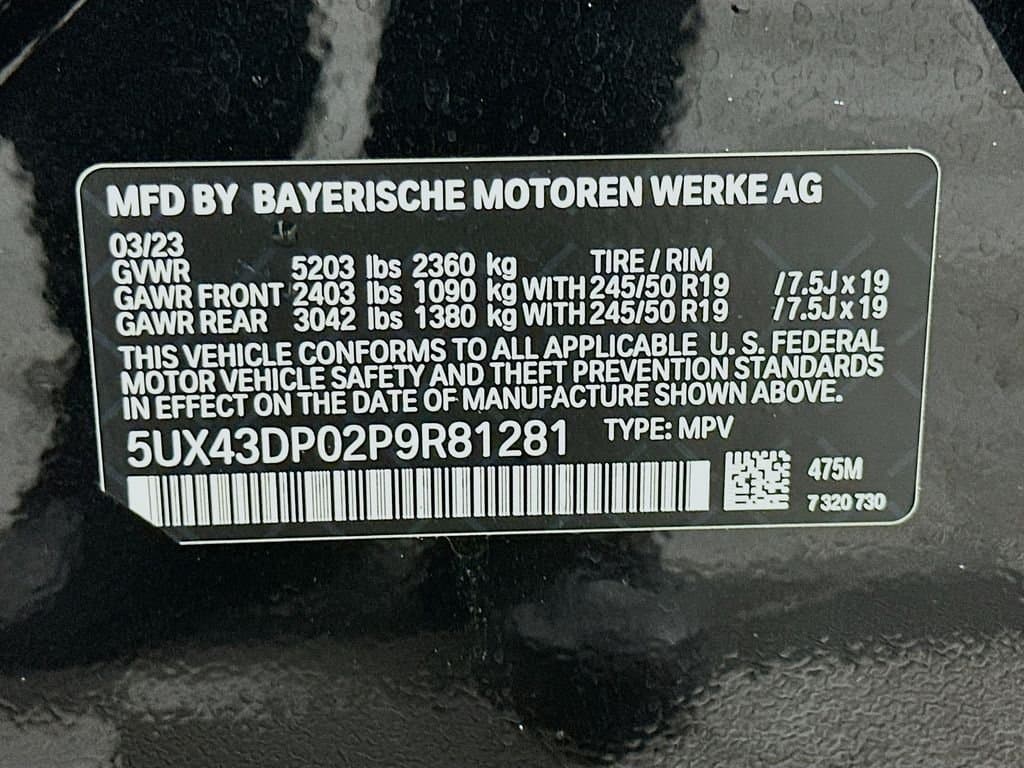 MFD BY BAYERISCHE MOTOREN WERKE AG
03/23
GVWR 5203 lbs 2360 kg TIRE / RIM
GAWR FRONT 2403 lbs 1090 kg WITH 245/50 R19 /7.5J x 19
GAWR REAR 3042 lbs 1380 kg WITH 245/50 R19 /7.5J x 19
THIS VEHICLE CONFORMS TO ALL APPLICABLE U. S. FEDERAL
MOTOR VEHICLE SAFETY AND THEFT PREVENTION STANDARDS
IN EFFECT ON THE DATE OF MANUFACTURE SHOWN ABOVE.
5UX43DP02P9R81281 TYPE: MPV
475M
7 320 730